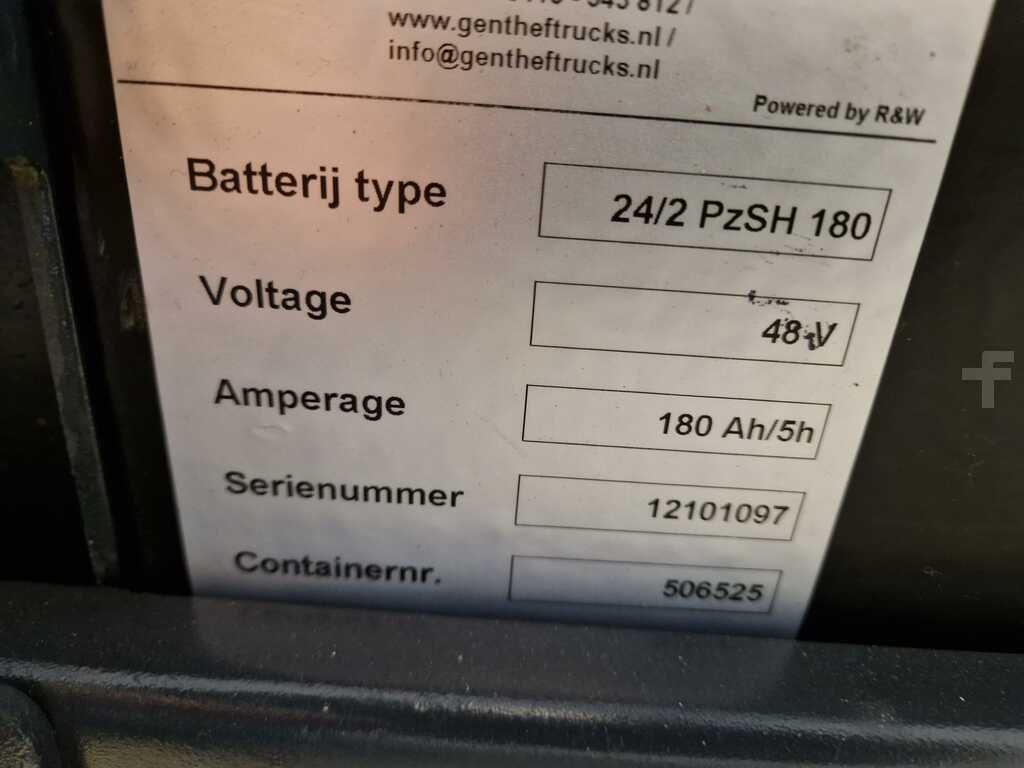 www.gentheftrucks.nl /
info@gentheftrucks.nl
Powered by R&W
Batterij type 24/2 PzSH 180
Voltage 48 V
Amperage 180 Ah/5h
Serienummer 12101097
Containernr. 506525